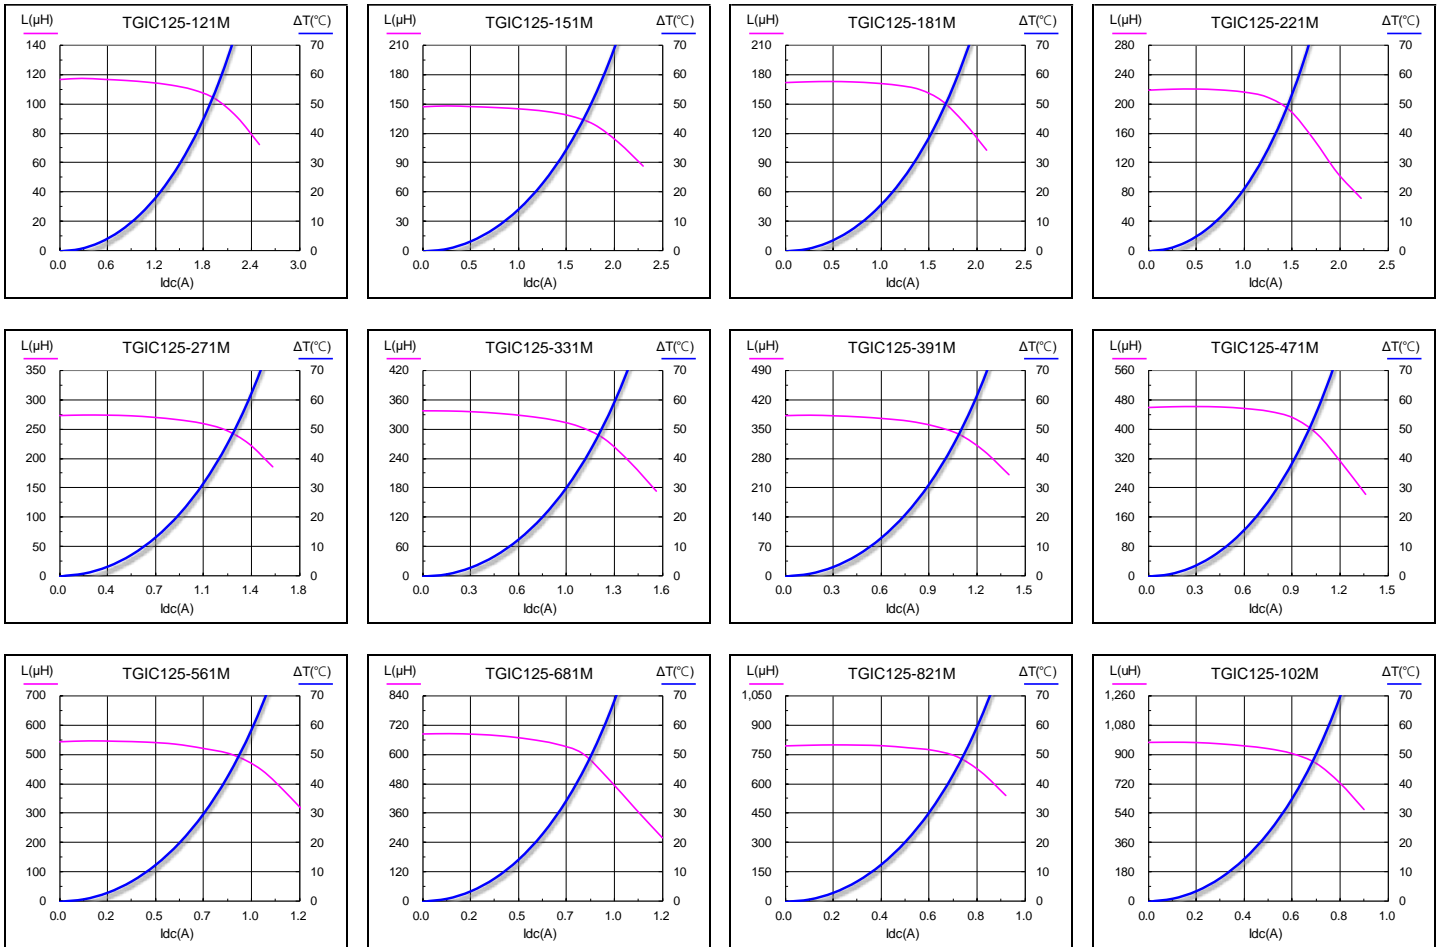 L(μH) TGIC125-121M ΔT(℃)
140 70
120 60
100 50
80 40
60 30
40 20
20 10
0 0
0.0 0.6 1.2 1.8 2.4 3.0
Idc(A)
L(μH) TGIC125-151M ΔT(℃)
210 70
180 60
150 50
120 40
90 30
60 20
30 10
0 0
0.0 0.5 1.0 1.5 2.0 2.5
Idc(A)
L(μH) TGIC125-181M ΔT(℃)
210 70
180 60
150 50
120 40
90 30
60 20
30 10
0 0
0.0 0.5 1.0 1.5 2.0 2.5
Idc(A)
L(μH) TGIC125-221M ΔT(℃)
280 70
240 60
200 50
160 40
120 30
80 20
40 10
0 0
0.0 0.5 1.0 1.5 2.0 2.5
Idc(A)
L(μH) TGIC125-271M ΔT(℃)
350 70
300 60
250 50
200 40
150 30
100 20
50 10
0 0
0.0 0.4 0.7 1.1 1.4 1.8
Idc(A)
L(μH) TGIC125-331M ΔT(℃)
420 70
360 60
300 50
240 40
180 30
120 20
60 10
0 0
0.0 0.3 0.6 1.0 1.3 1.6
Idc(A)
L(μH) TGIC125-391M ΔT(℃)
490 70
420 60
350 50
280 40
210 30
140 20
70 10
0 0
0.0 0.3 0.6 0.9 1.2 1.5
Idc(A)
L(μH) TGIC125-471M ΔT(℃)
560 70
480 60
400 50
320 40
240 30
160 20
80 10
0 0
0.0 0.3 0.6 0.9 1.2 1.5
Idc(A)
L(μH) TGIC125-561M ΔT(℃)
700 70
600 60
500 50
400 40
300 30
200 20
100 10
0 0
0.0 0.2 0.5 0.7 1.0 1.2
Idc(A)
L(μH) TGIC125-681M ΔT(℃)
840 70
720 60
600 50
480 40
360 30
240 20
120 10
0 0
0.0 0.2 0.5 0.7 1.0 1.2
Idc(A)
L(μH) TGIC125-821M ΔT(℃)
1,050 70
900 60
750 50
600 40
450 30
300 20
150 10
0 0
0.0 0.2 0.4 0.6 0.8 1.0
Idc(A)
L(uH) TGIC125-102M ΔT(℃)
1,260 70
1,080 60
900 50
720 40
540 30
360 20
180 10
0 0
0.0 0.2 0.4 0.6 0.8 1.0
Idc(A)